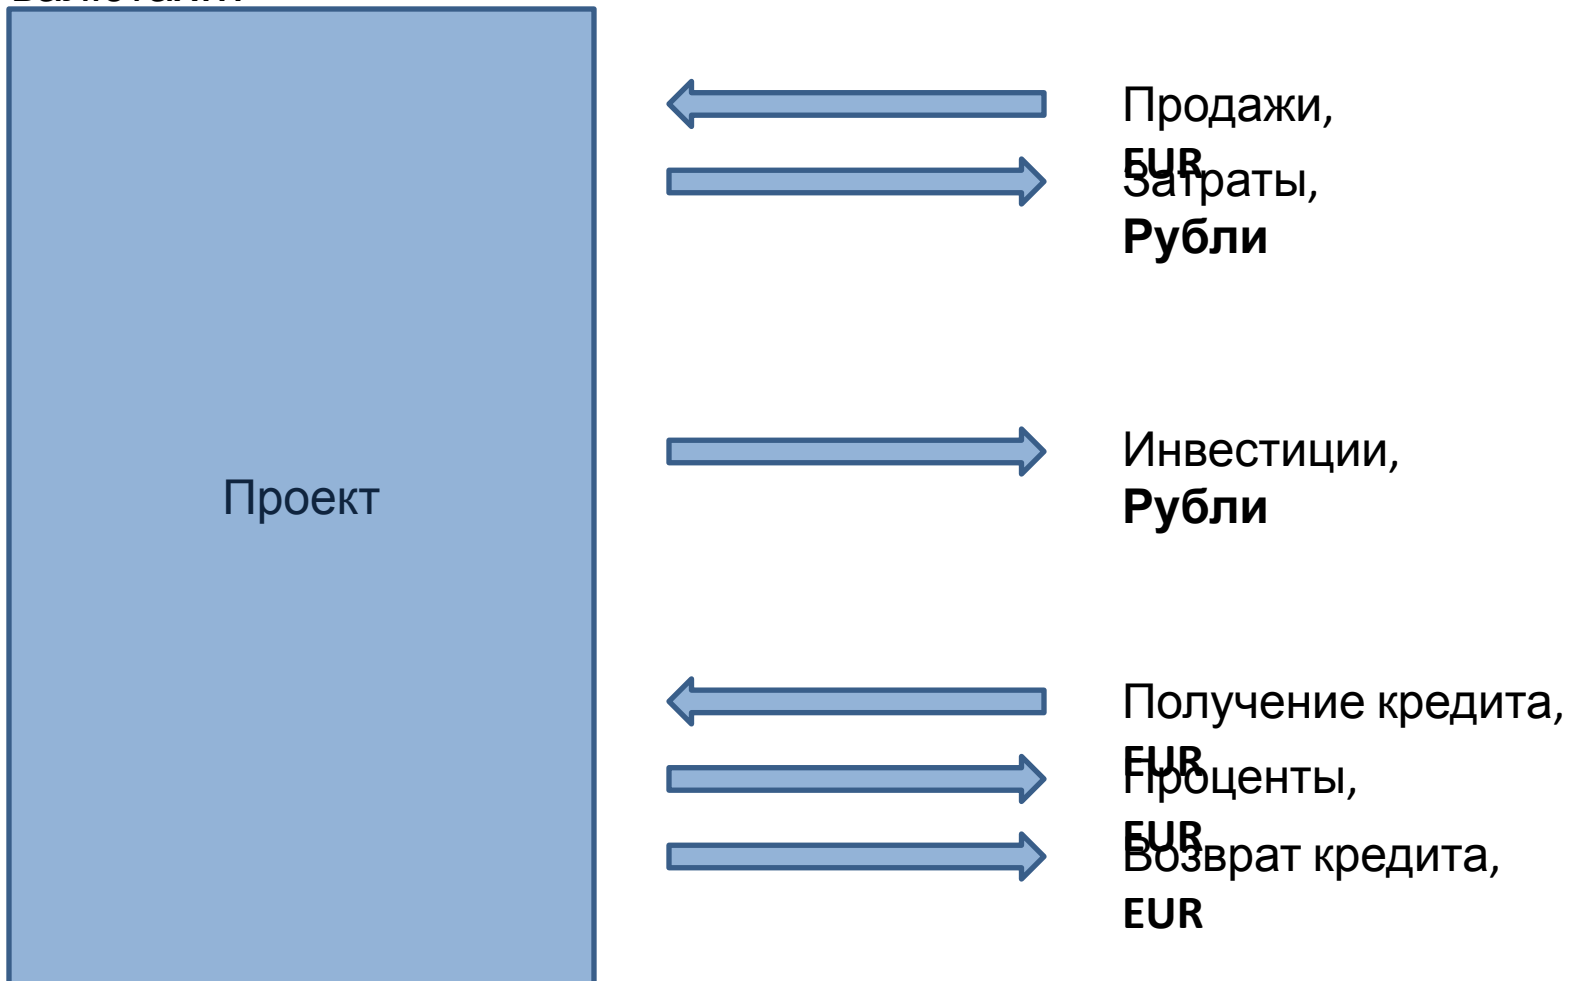 Продажи,
EUR
Затраты,
Рубли
Инвестиции,
Рубли
Проект
Получение кредита,
EUR
Проценты,
EUR
Возврат кредита,
EUR